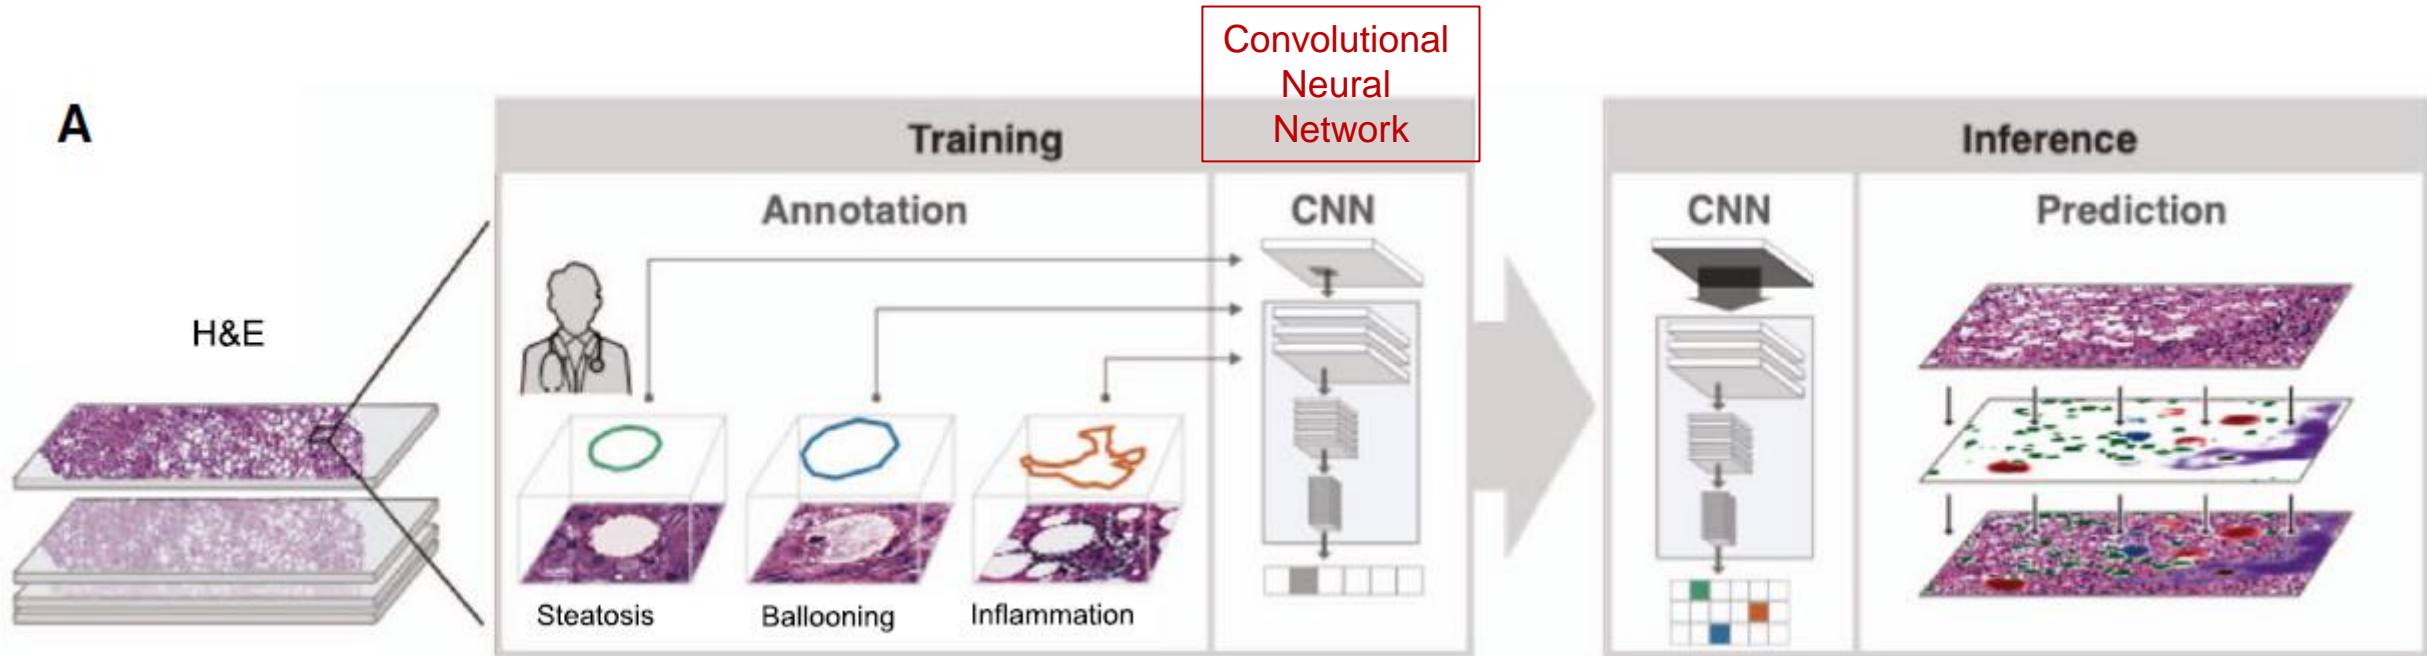 Convolutional
Neural
Network
A
Training
Inference
Annotation
CNN
CNN
Prediction
H&E
Steatosis
Ballooning
Inflammation